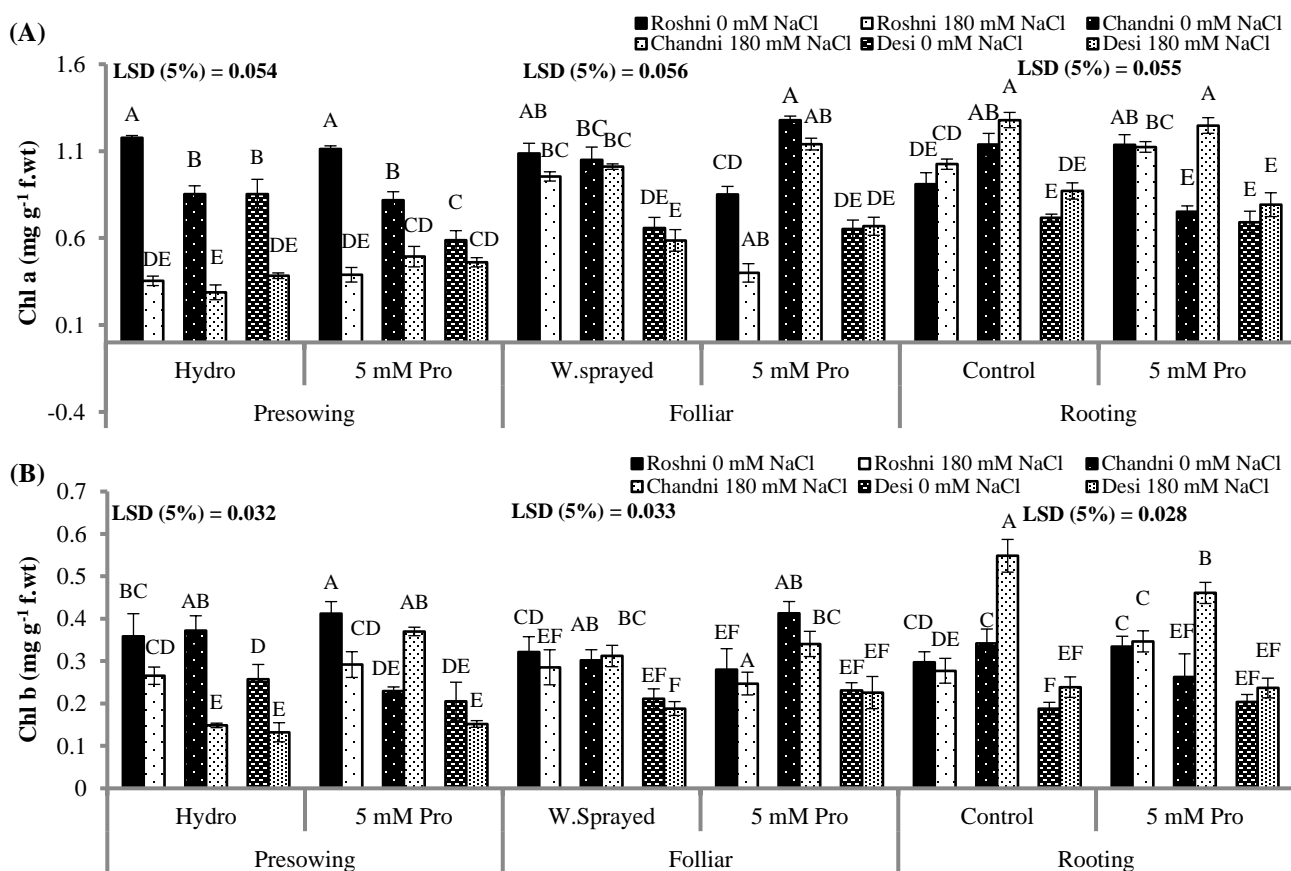 (A)
Roshni 0 mM NaCl Roshni 180 mM NaCl Chandni 0 mM NaCl
Chandni 180 mM NaCl Desi 0 mM NaCl Desi 180 mM NaCl
LSD (5%) = 0.054 LSD (5%) = 0.056 LSD (5%) = 0.055
Chl a (mg g-1 f.wt)
1.6
1.1
0.6
0.1
-0.4
A DE B E B DE
A DE B CD C CD
AB BC BC BC DE E
CD AB A AB DE DE
DE CD AB A E DE
AB BC E A E E
Hydro 5 mM Pro W.sprayed 5 mM Pro Control 5 mM Pro
Presowing Folliar Rooting
(B)
Roshni 0 mM NaCl Roshni 180 mM NaCl Chandni 0 mM NaCl
Chandni 180 mM NaCl Desi 0 mM NaCl Desi 180 mM NaCl
LSD (5%) = 0.032 LSD (5%) = 0.033 LSD (5%) = 0.028
Chl b (mg g-1 f.wt)
0.7
0.6
0.5
0.4
0.3
0.2
0.1
0
BC CD AB E D E
A CD DE AB DE E
CD EF AB BC EF F
EF A AB BC EF EF
CD DE C A F EF
C C EF B EF EF
Hydro 5 mM Pro W.Sprayed 5 mM Pro Control 5 mM Pro
Presowing Folliar Rooting